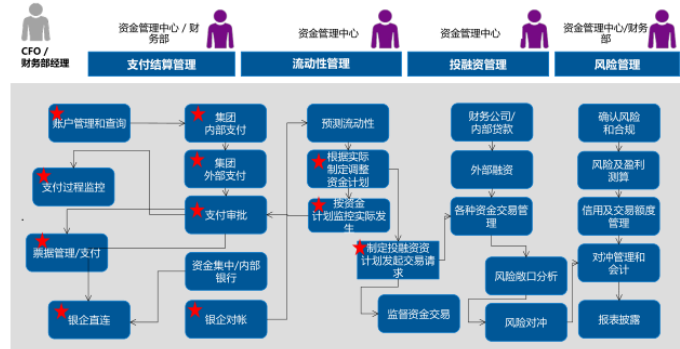 CFO /
财务部经理
资金管理中心 / 财
务部
支付结算管理
资金管理中心
流动性管理
资金管理中心
投融资管理
资金管理中心/财务
部
风险管理
账户管理和查询
支付过程监控
票据管理/支付
银企直连
集团
内部支付
集团
外部支付
支付审批
资金集中/内部
银行
银企对帐
预测流动性
根据实际
制定调整
资金计划
按资金
计划监控实际发
生
制定投融资资
计划发起交易请
求
监督资金交易
财务公司/
内部贷款
外部融资
各种资金交易管
理
风险敞口分析
风险对冲
确认风险
和合规
风险及盈利
测算
信用及交易额度
管理
对冲管理和
会计
报表披露